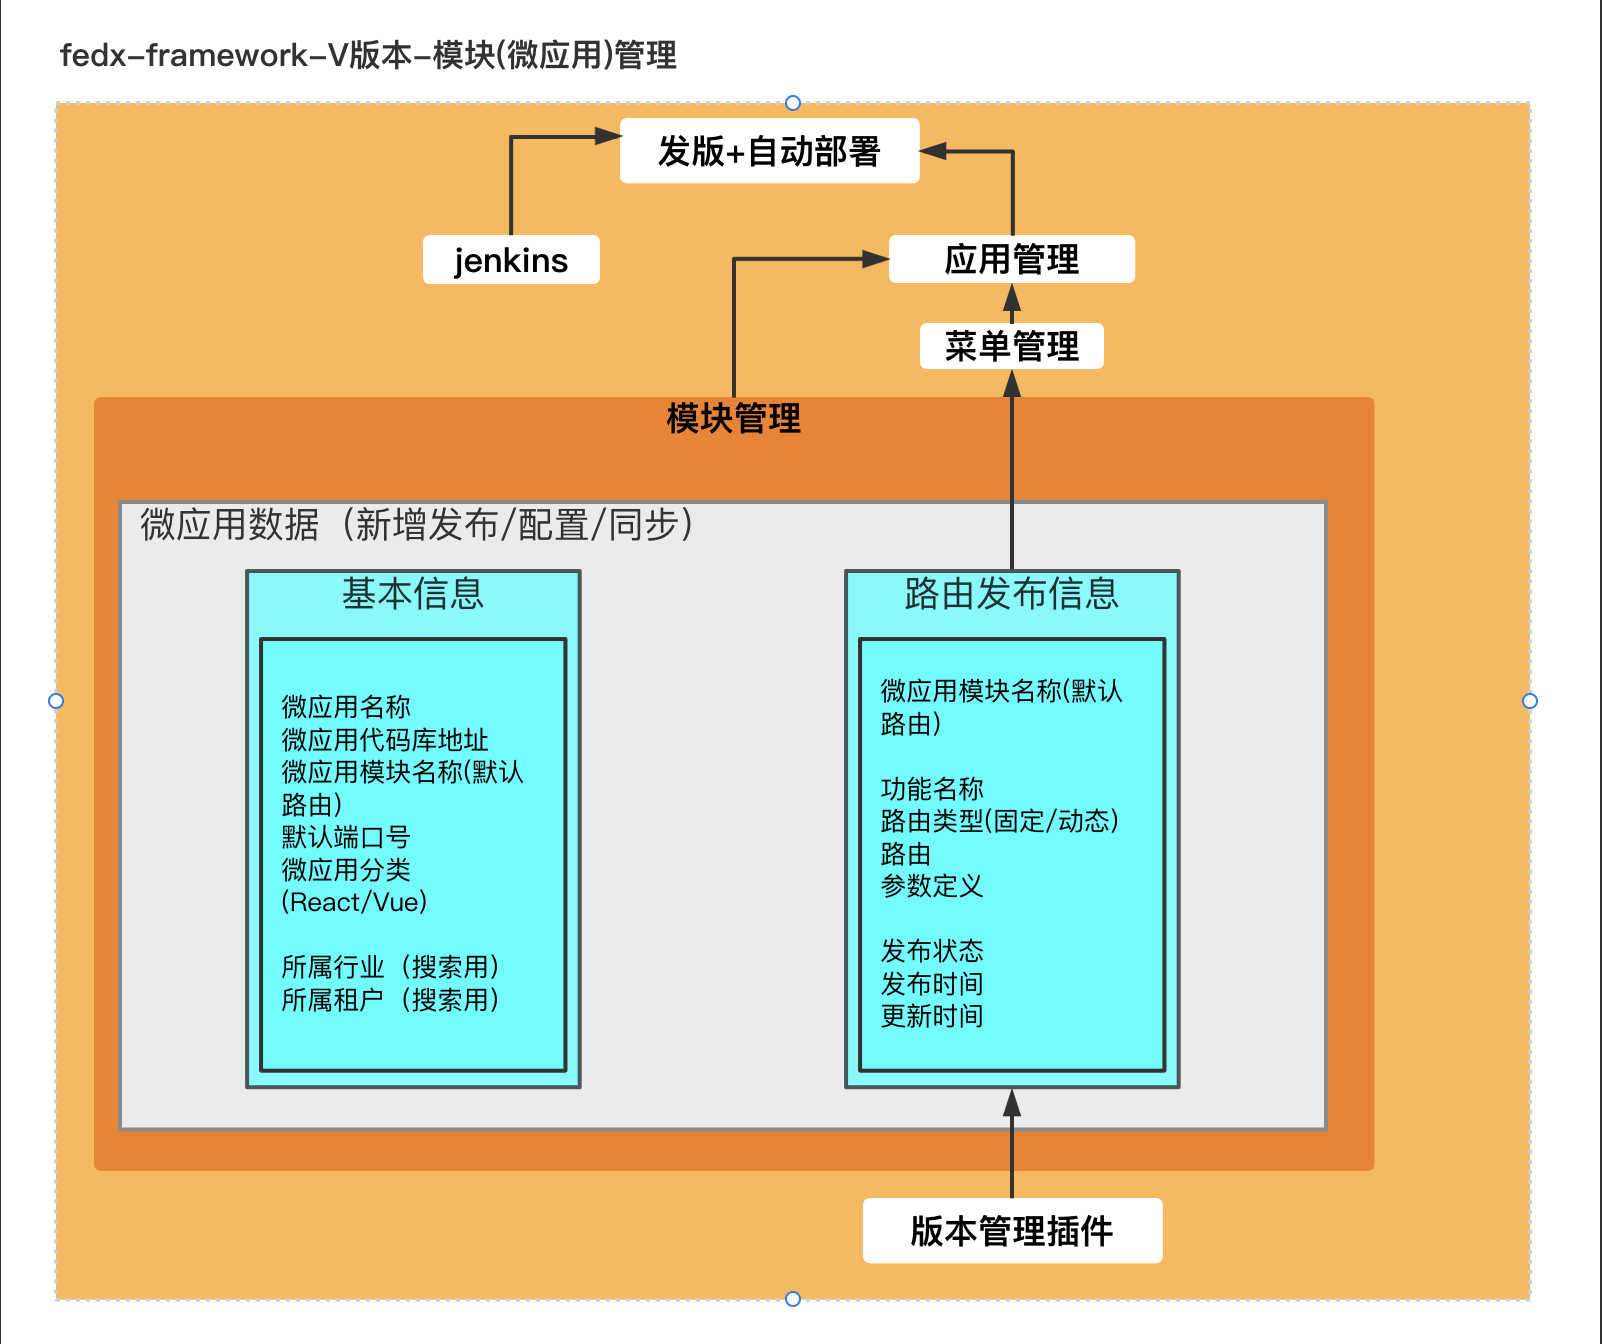 fedx-framework-V版本-模块(微应用)管理
发版+自动部署
jenkins
应用管理
菜单管理
模块管理
微应用数据（新增发布/配置/同步）
基本信息
微应用名称
微应用代码库地址
微应用模块名称(默认
路由)
默认端口号
微应用分类
(React/Vue)
所属行业（搜索用）
所属租户（搜索用）
路由发布信息
微应用模块名称(默认
路由)
功能名称
路由类型(固定/动态)
路由
参数定义
发布状态
发布时间
更新时间
版本管理插件